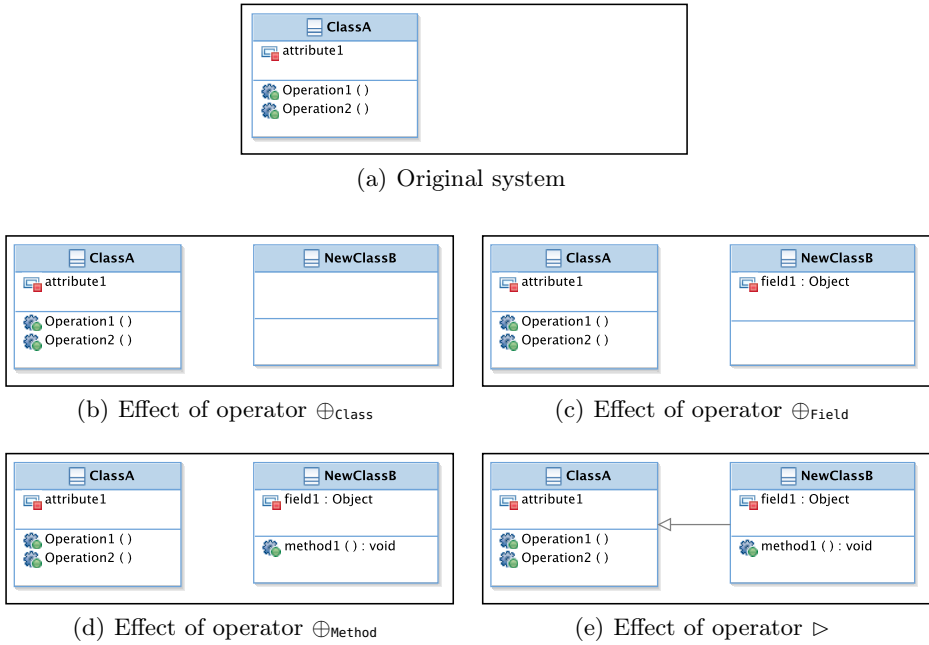 ClassA
attribute1
Operation1 ( )
Operation2 ( )
(a) Original system
ClassA
attribute1
Operation1 ( )
Operation2 ( )
NewClassB
(b) Effect of operator ⊕Class
ClassA
attribute1
Operation1 ( )
Operation2 ( )
NewClassB
field1 : Object
(c) Effect of operator ⊕Field
ClassA
attribute1
Operation1 ( )
Operation2 ( )
NewClassB
field1 : Object
method1 ( ) : void
(d) Effect of operator ⊕Method
ClassA
attribute1
Operation1 ( )
Operation2 ( )
NewClassB
field1 : Object
method1 ( ) : void
(e) Effect of operator ▷